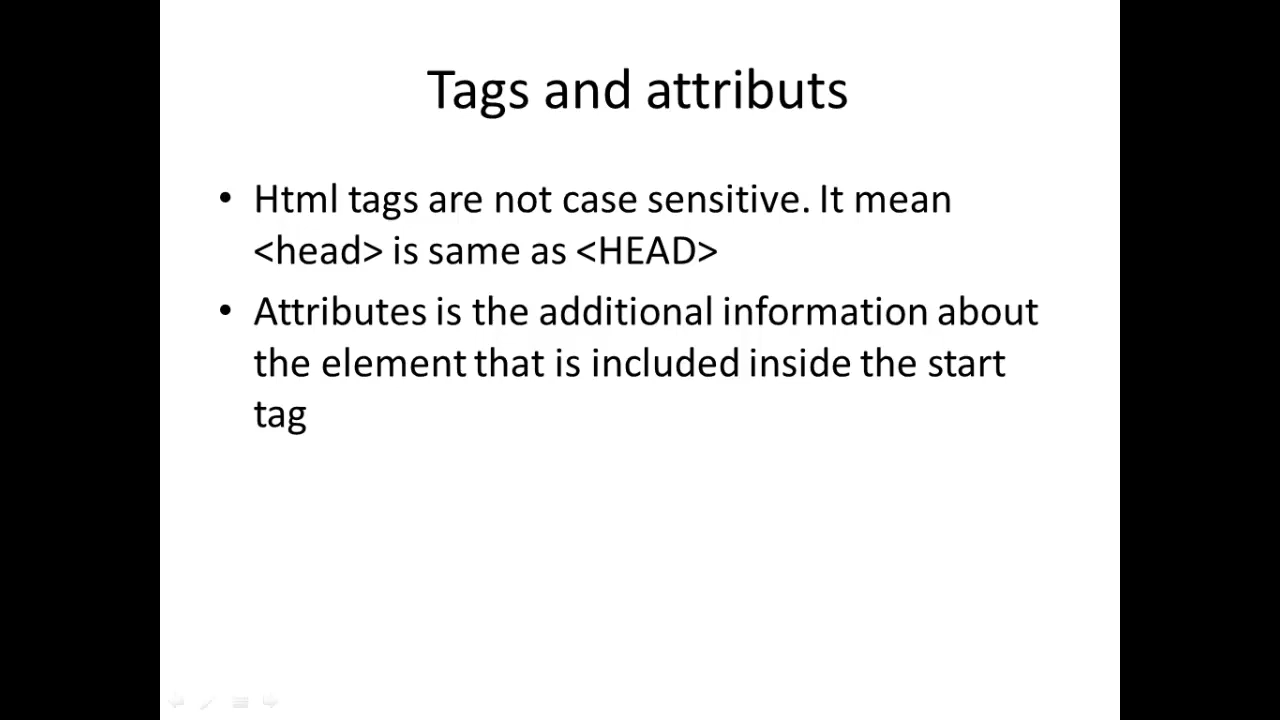 Tags and attributs
• Html tags are not case sensitive. It mean
<head> is same as <HEAD>
• Attributes is the additional information about
the element that is included inside the start
tag